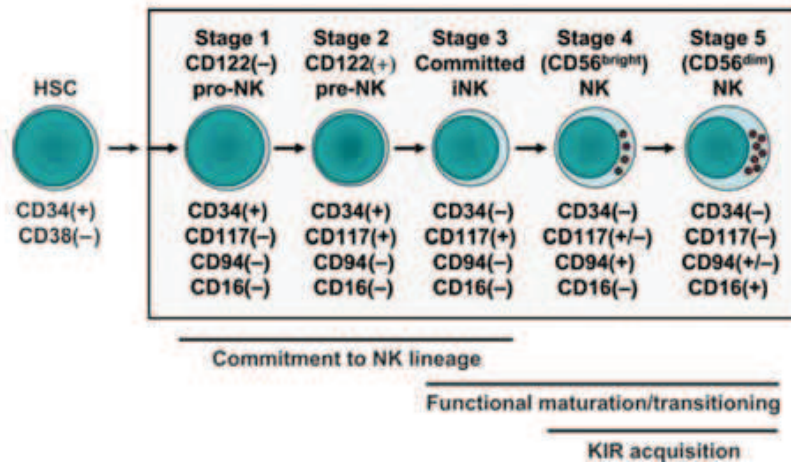 HSC
CD34(+)
CD38(–)
Stage 1
CD122(–)
pro-NK
CD34(+)
CD117(–)
CD94(–)
CD16(–)
Stage 2
CD122(+)
pre-NK
CD34(+)
CD117(+)
CD94(–)
CD16(–)
Stage 3
Committed
iNK
CD34(–)
CD117(+)
CD94(–)
CD16(–)
Stage 4
(CD56bright)
NK
CD34(–)
CD117(+/–)
CD94(+)
CD16(–)
Stage 5
(CD56dim)
NK
CD34(–)
CD117(–)
CD94(+/–)
CD16(+)
Commitment to NK lineage
Functional maturation/transitioning
KIR acquisition